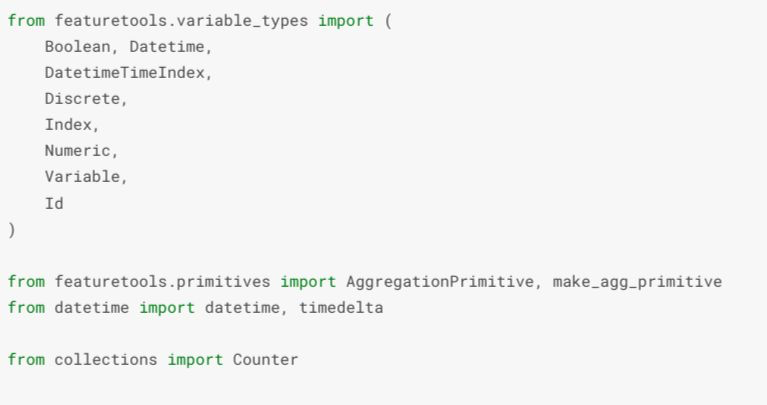 from featuretools.variable_types import (
    Boolean, Datetime,
    DatetimeTimeIndex,
    Discrete,
    Index,
    Numeric,
    Variable,
    Id
)
from featuretools.primitives import AggregationPrimitive, make_agg_primitive
from datetime import datetime, timedelta
from collections import Counter